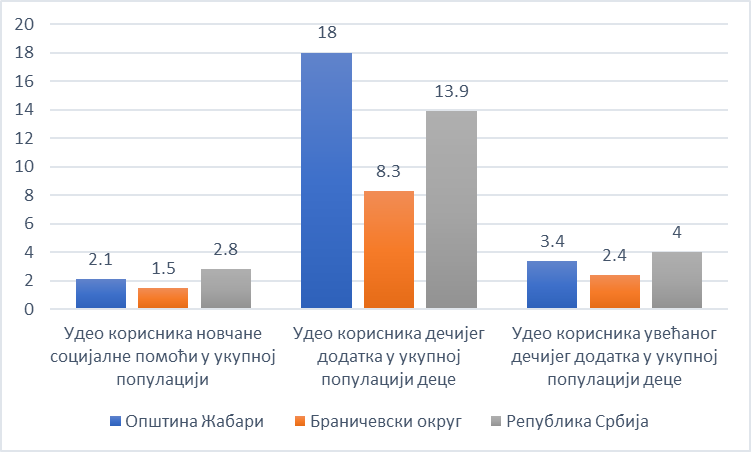 20
18
16
14
12
10
8
6
4
2
0
2.1
1.5
2.8
18
8.3
13.9
3.4
2.4
4
Удео корисника новчане
социјалне помоћи у укупној
популацији
Удео корисника дечијег
додатка у укупној
популацији деце
Удео корисника увећаног
дечијег додатка у укупној
популацији деце
Општина Жабари
Браничевски округ
Република Србија